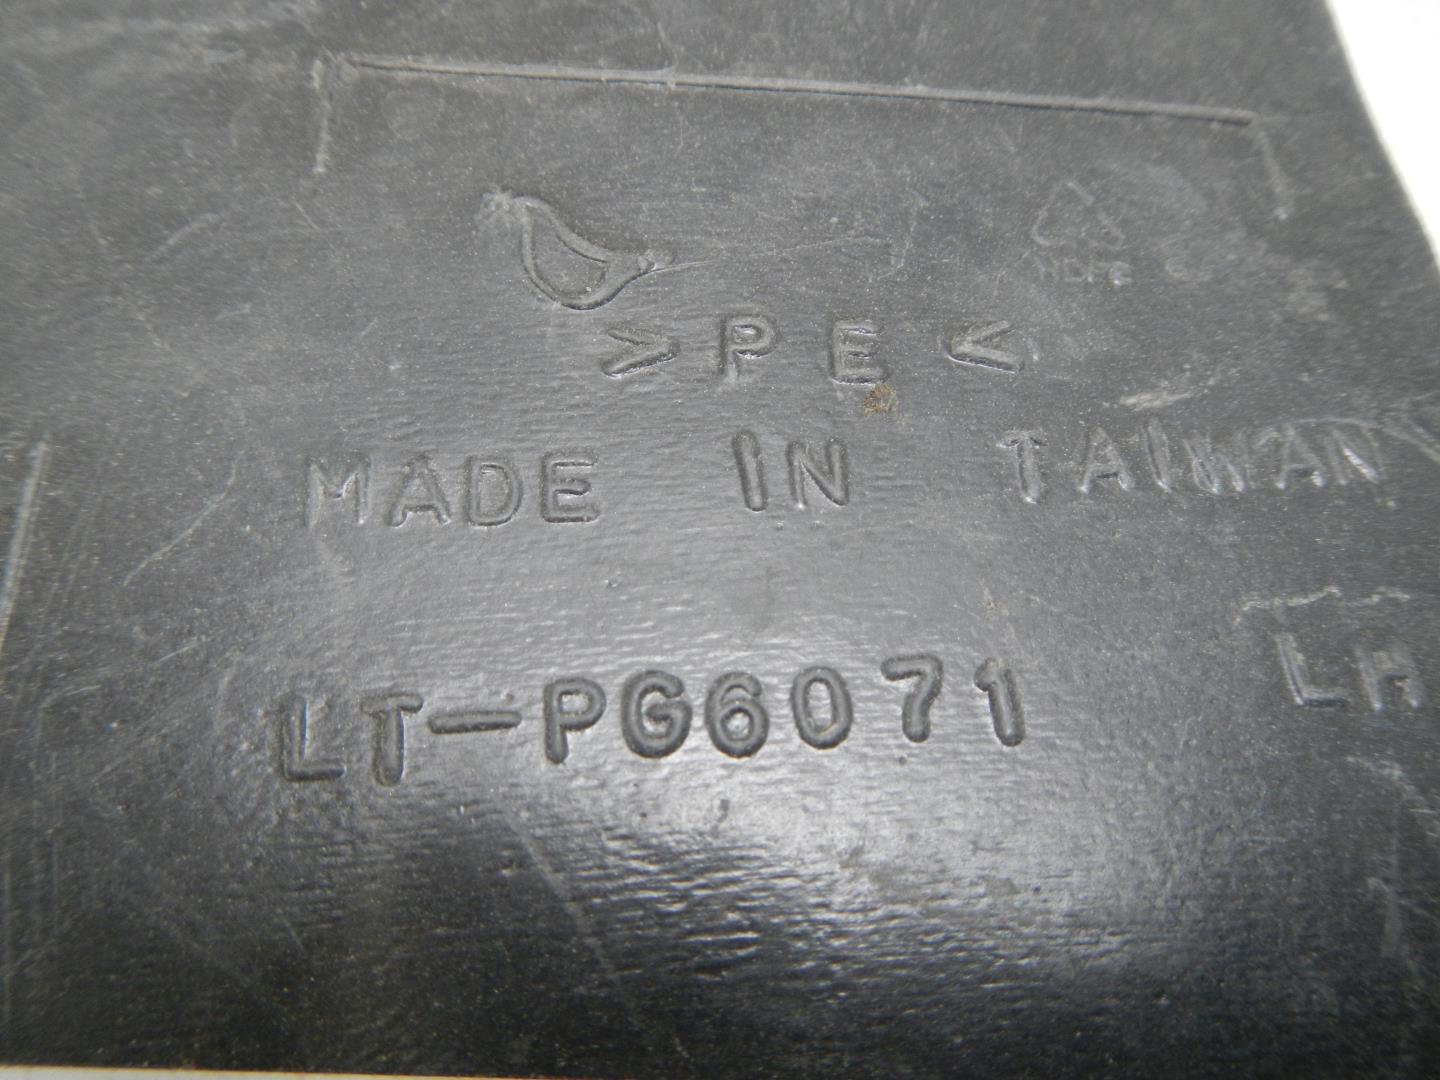 HDPE
>PE<
MADE IN TAIWAN
LH
LT-PG6071